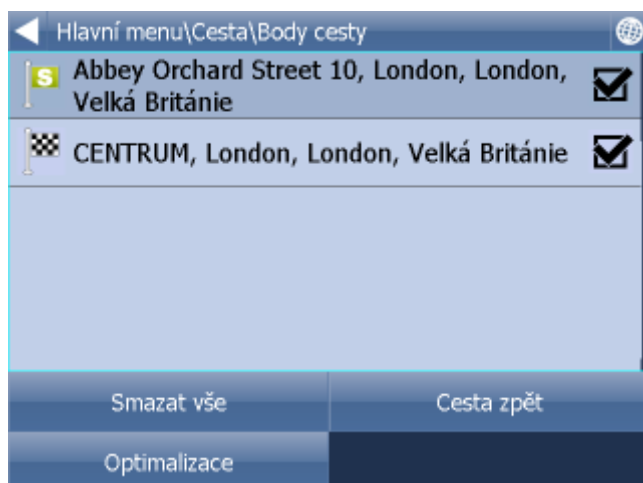 Hlavní menu\Cesta\Body cesty
S
Abbey Orchard Street 10, London, London,
Velká Británie
CENTRUM, London, London, Velká Británie
Smazat vše
Cesta zpět
Optimalizace